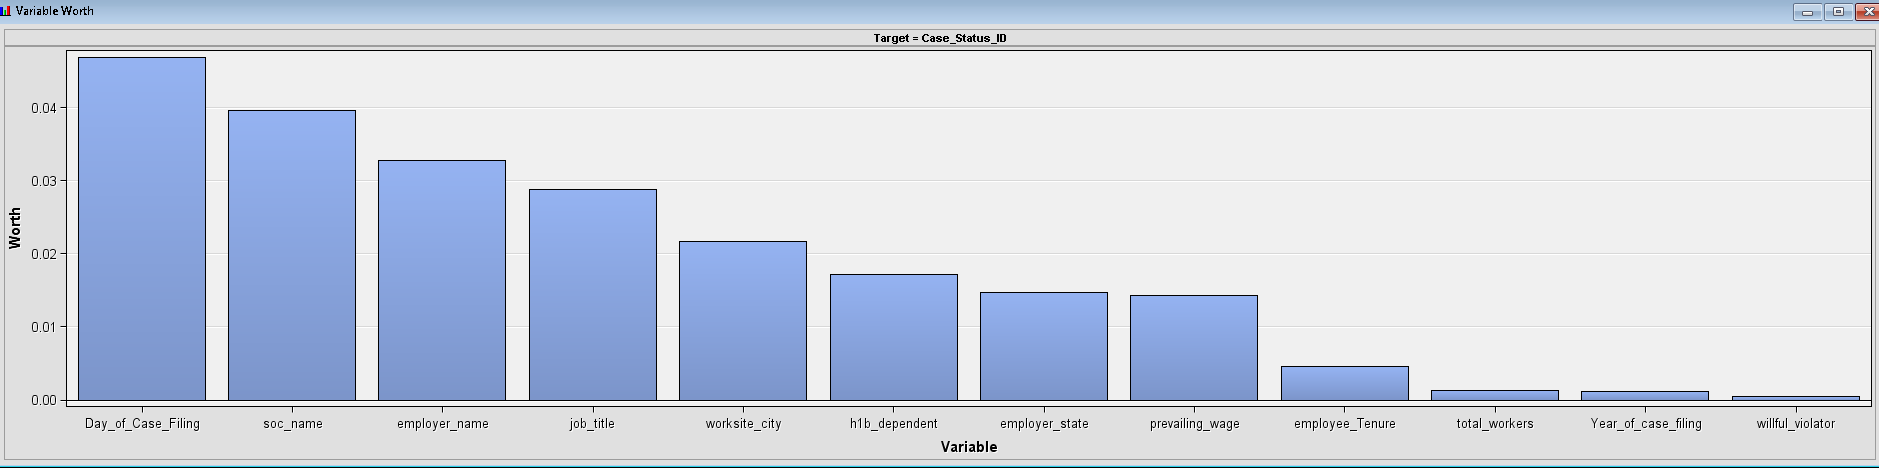 Variable Worth
Target = Case_Status_ID
Worth
0.04
0.03
0.02
0.01
0.00
Day_of_Case_Filing soc_name employer_name job_title worksite_city h1b_dependent employer_state prevailing_wage employee_Tenure total_workers Year_of_case_filing willful_violator
Variable